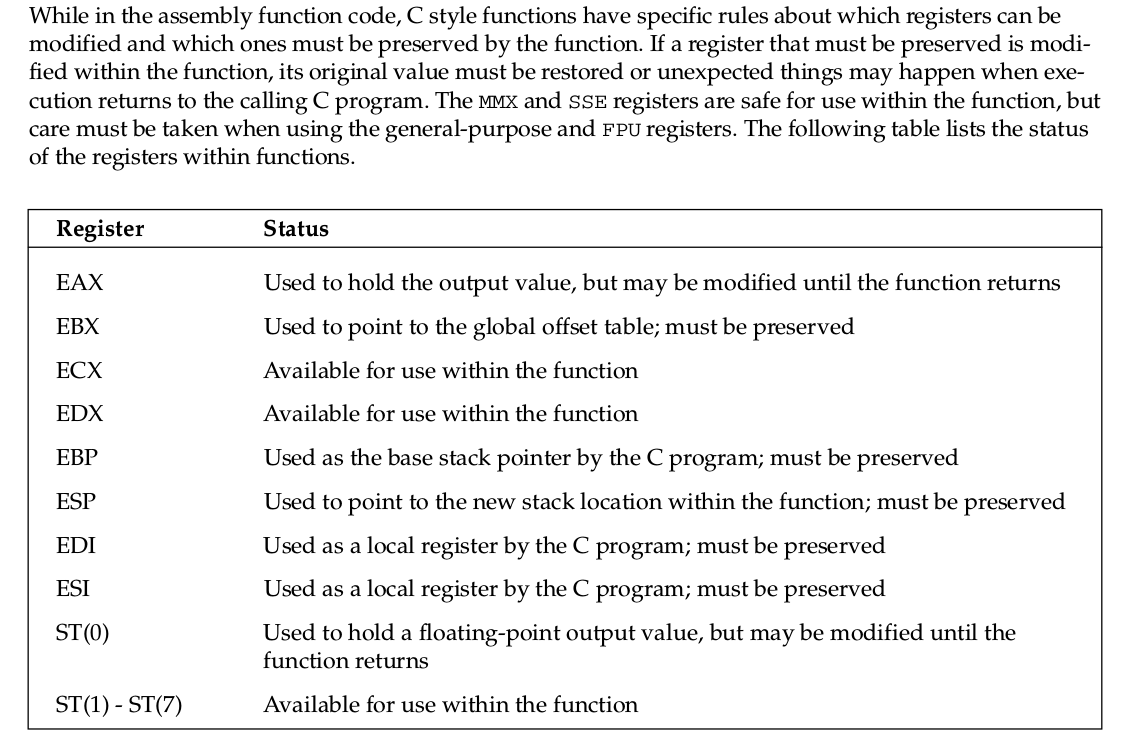 While in the assembly function code, C style functions have specific rules about which registers can be
modified and which ones must be preserved by the function. If a register that must be preserved is modi-
fied within the function, its original value must be restored or unexpected things may happen when exe-
cution returns to the calling C program. The MMX and SSE registers are safe for use within the function, but
care must be taken when using the general-purpose and FPU registers. The following table lists the status
of the registers within functions.
Register Status
EAX Used to hold the output value, but may be modified until the function returns
EBX Used to point to the global offset table; must be preserved
ECX Available for use within the function
EDX Available for use within the function
EBP Used as the base stack pointer by the C program; must be preserved
ESP Used to point to the new stack location within the function; must be preserved
EDI Used as a local register by the C program; must be preserved
ESI Used as a local register by the C program; must be preserved
ST(0) Used to hold a floating-point output value, but may be modified until the
function returns
ST(1) - ST(7) Available for use within the function